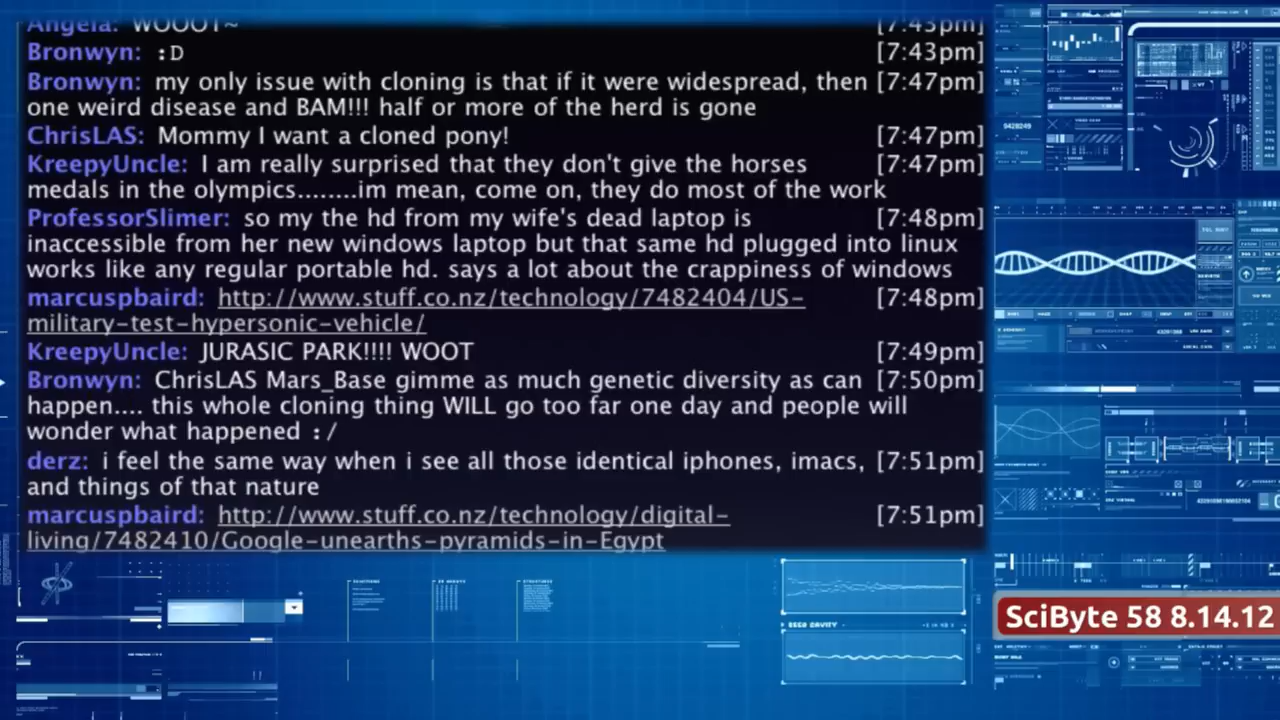 Angela: WOOOT~ [7:43pm]
Bronwyn: :D [7:43pm]
Bronwyn: my only issue with cloning is that if it were widespread, then [7:47pm]
one weird disease and BAM!!! half or more of the herd is gone
ChrisLAS: Mommy I want a cloned pony! [7:47pm]
KreepyUncle: I am really surprised that they don't give the horses [7:47pm]
medals in the olympics........im mean, come on, they do most of the work
ProfessorSlimer: so my the hd from my wife's dead laptop is [7:48pm]
inaccessible from her new windows laptop but that same hd plugged into linux
works like any regular portable hd. says a lot about the crappiness of windows
marcuspbaird: http://www.stuff.co.nz/technology/7482404/US- [7:48pm]
military-test-hypersonic-vehicle/
KreepyUncle: JURASIC PARK!!!! WOOT [7:49pm]
Bronwyn: ChrisLAS Mars_Base gimme as much genetic diversity as can [7:50pm]
happen.... this whole cloning thing WILL go too far one day and people will
wonder what happened :/
derz: i feel the same way when i see all those identical iphones, imacs, [7:51pm]
and things of that nature
marcuspbaird: http://www.stuff.co.nz/technology/digital- [7:51pm]
living/7482410/Google-unearths-pyramids-in-Egypt
SciByte 58 8.14.12